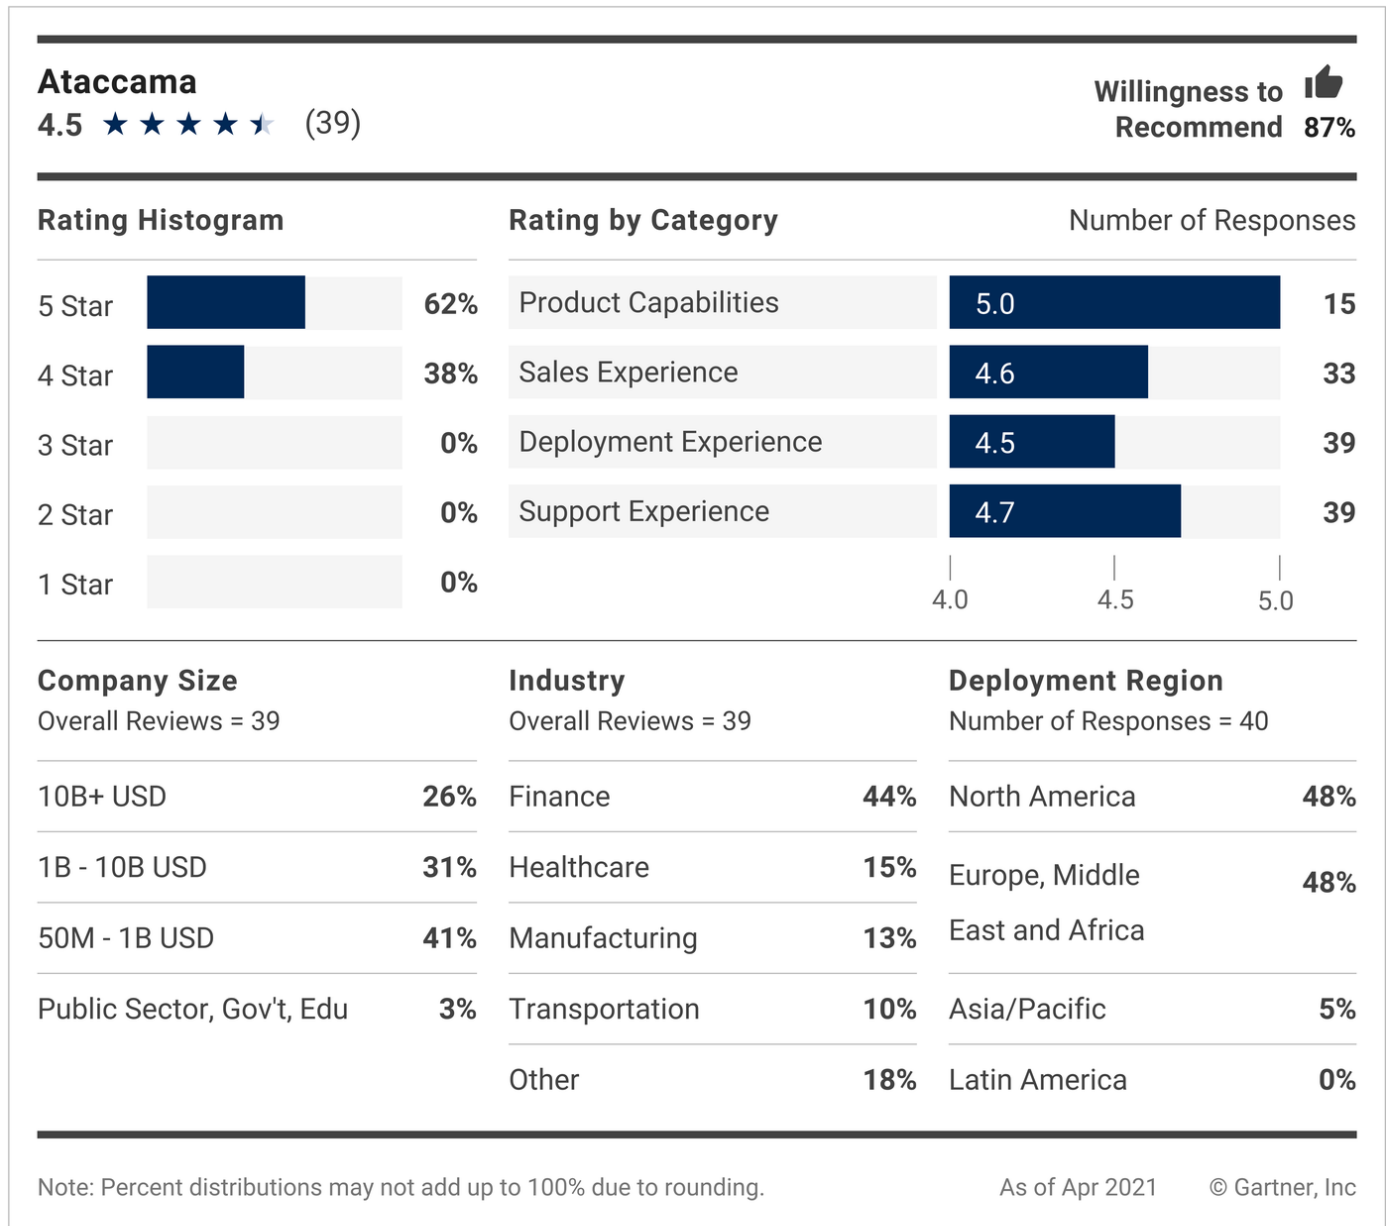 Ataccama
4.5 (39)
Willingness to
Recommend 87%
Rating Histogram
5 Star 62%
4 Star 38%
3 Star 0%
2 Star 0%
1 Star 0%
Rating by Category Number of Responses
Product Capabilities 5.0 15
Sales Experience 4.6 33
Deployment Experience 4.5 39
Support Experience 4.7 39
4.0 4.5 5.0
Company Size
Overall Reviews = 39
10B+ USD 26%
1B - 10B USD 31%
50M - 1B USD 41%
Public Sector, Gov't, Edu 3%
Industry
Overall Reviews = 39
Finance 44%
Healthcare 15%
Manufacturing 13%
Transportation 10%
Other 18%
Deployment Region
Number of Responses = 40
North America 48%
Europe, Middle 48%
East and Africa
Asia/Pacific 5%
Latin America 0%
Note: Percent distributions may not add up to 100% due to rounding. As of Apr 2021 © Gartner, Inc